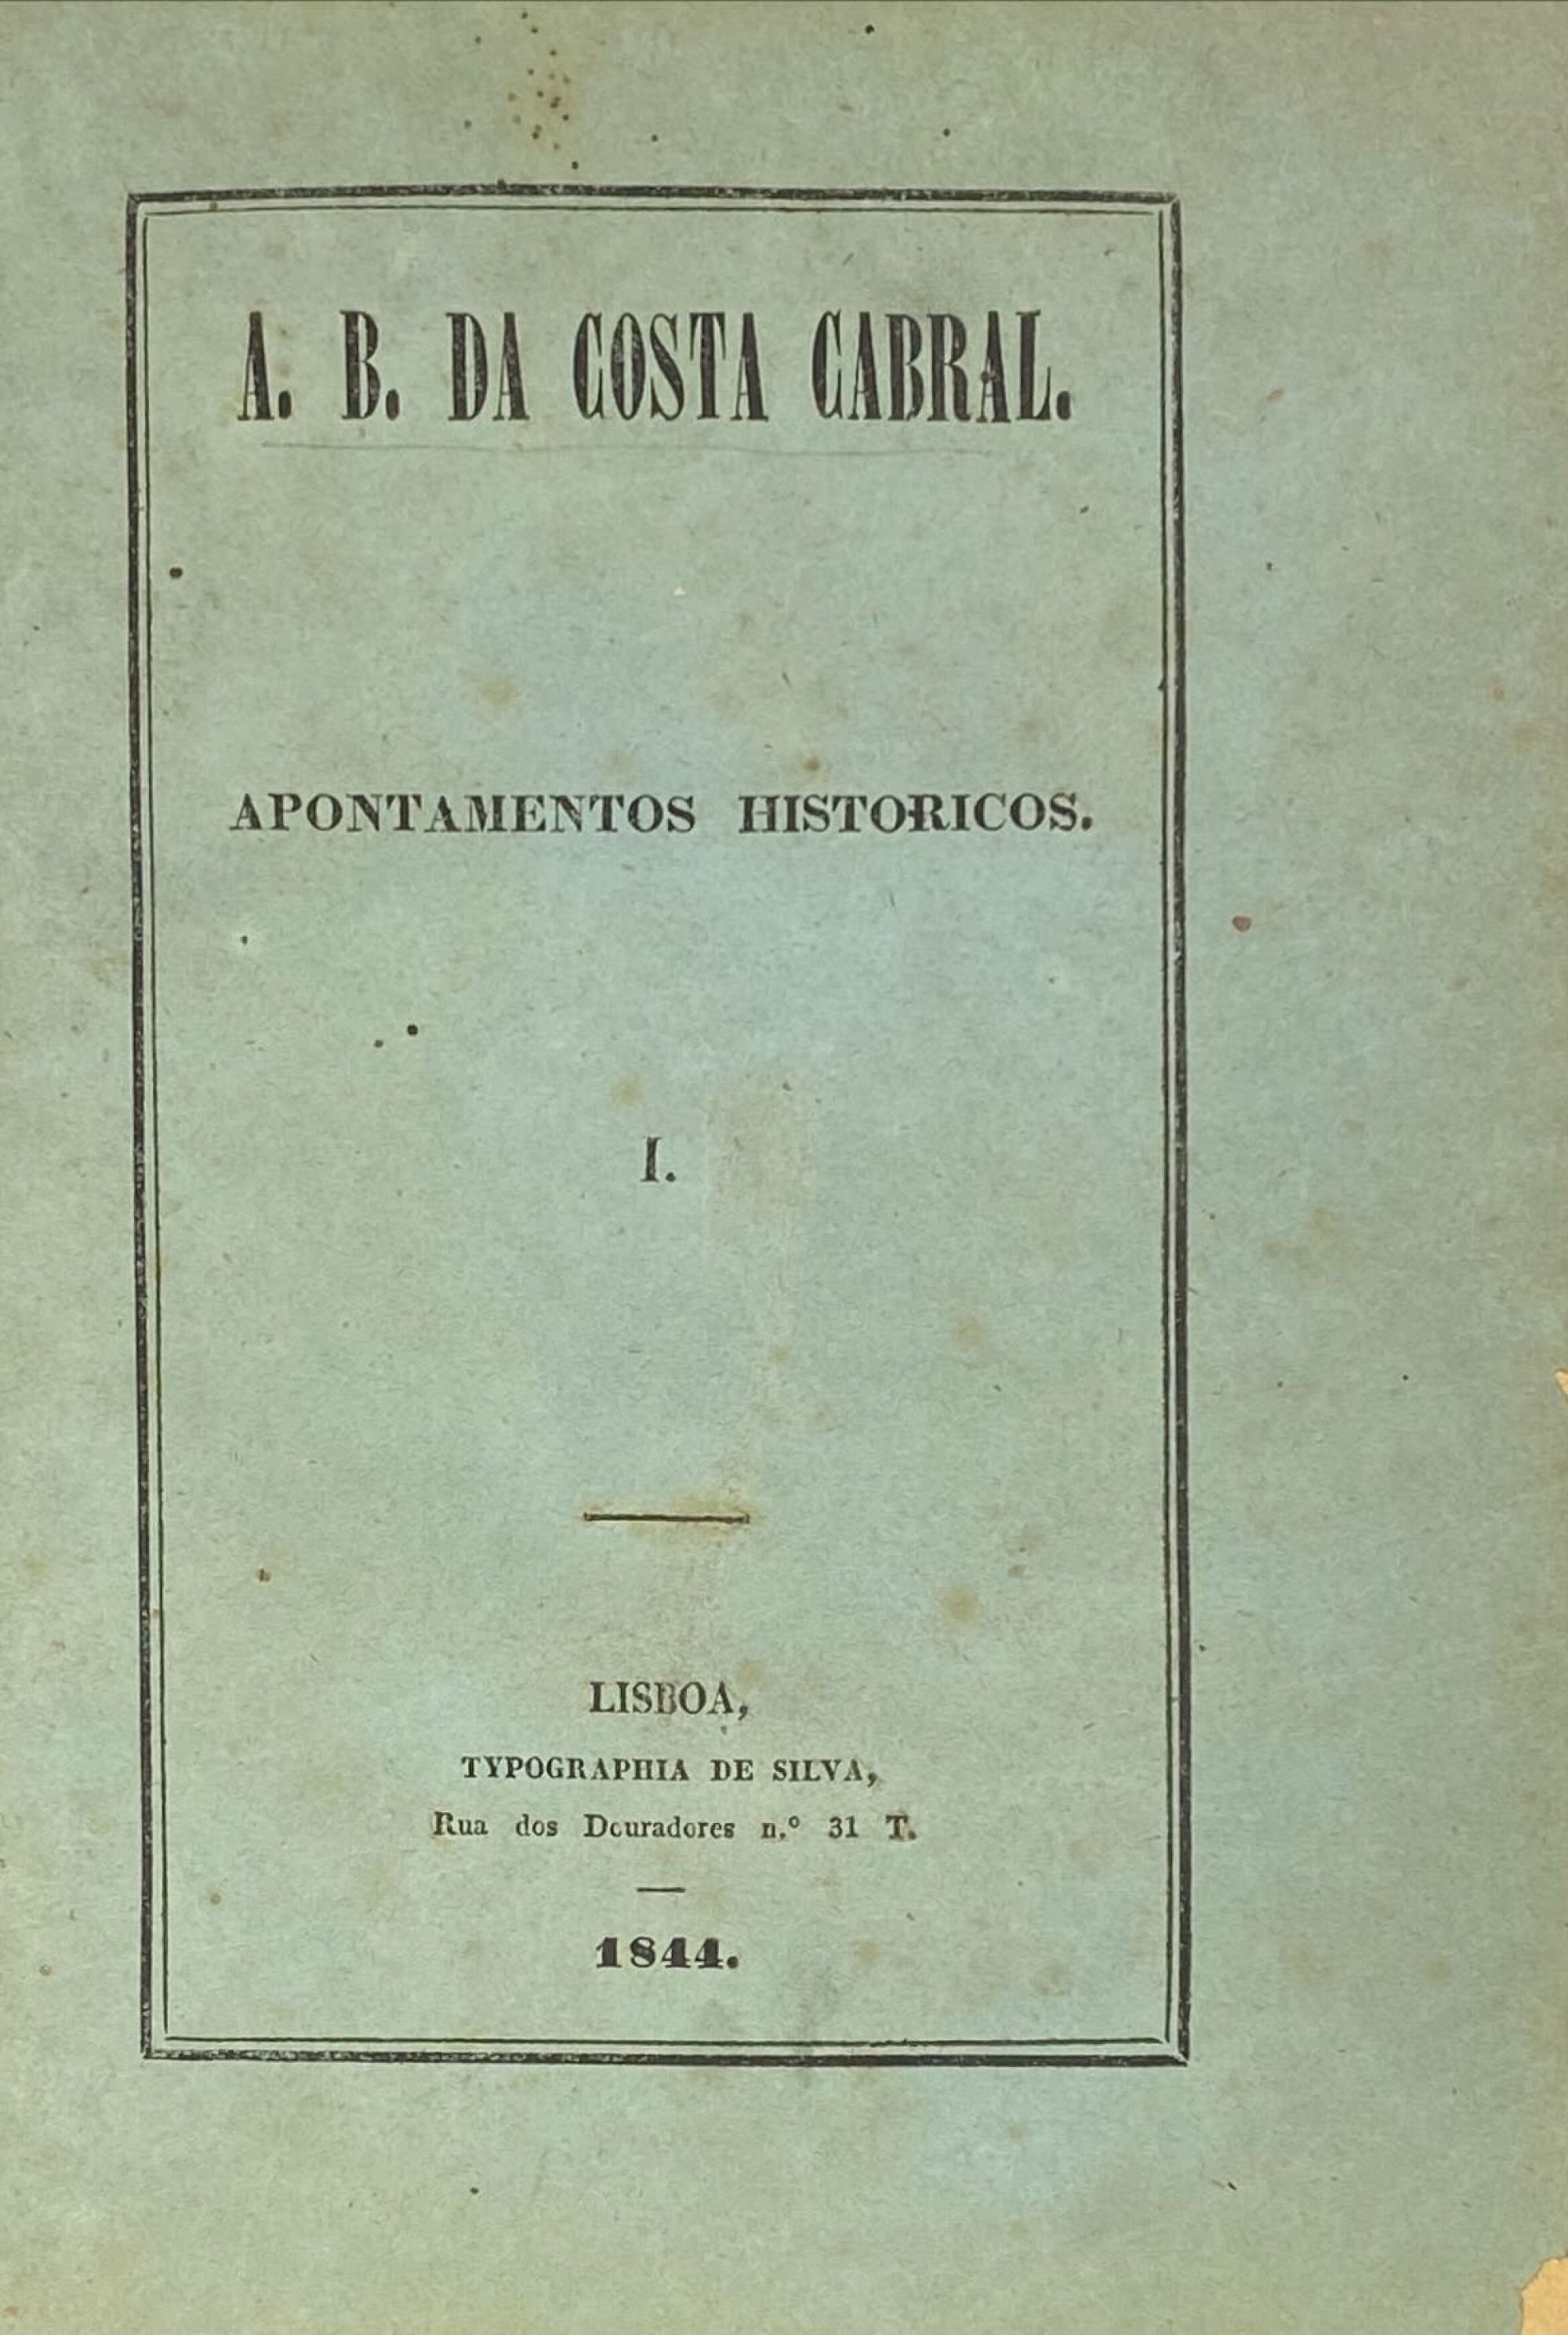 A. B. DA COSTA CABRAL.
APONTAMENTOS HISTORICOS.
I.
LISBOA,
TYPOGRAPHIA DE SILVA,
Rua dos Douradores n.º 31 T.
1844.